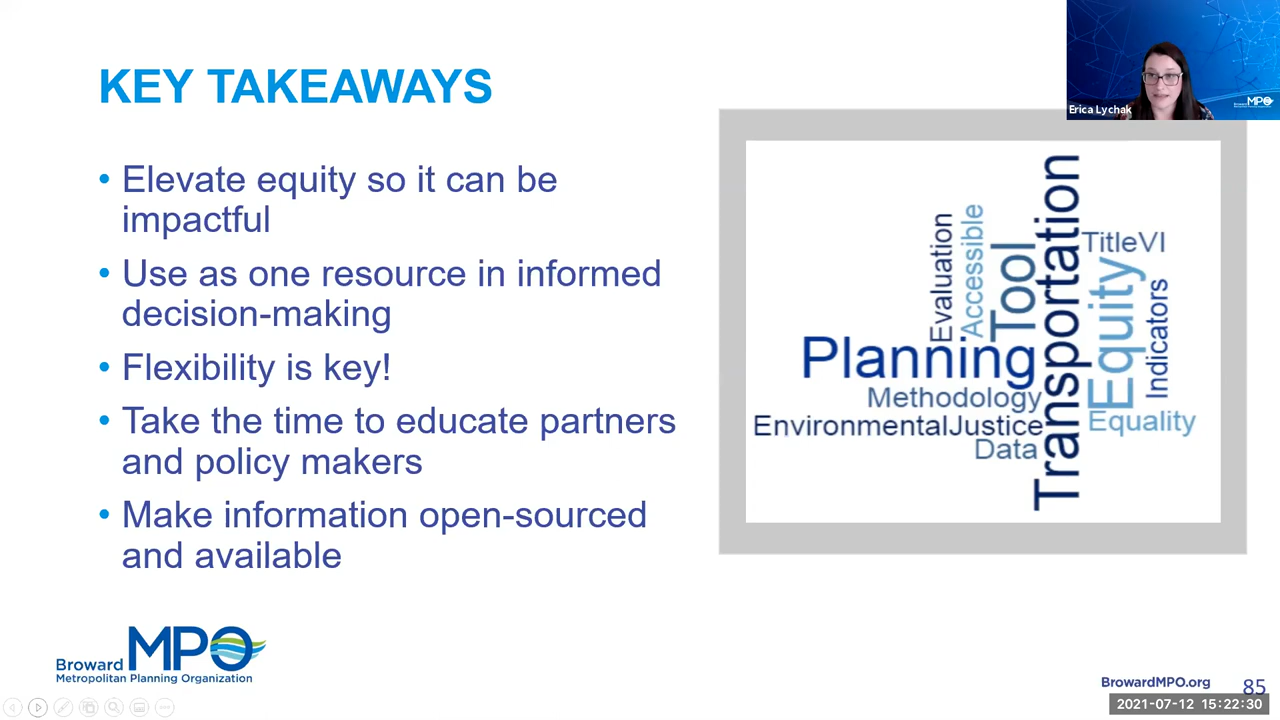 KEY TAKEAWAYS
• Elevate equity so it can be
impactful
• Use as one resource in informed
decision-making
• Flexibility is key!
• Take the time to educate partners
and policy makers
• Make information open-sourced
and available
Erica Lychak
MPO
Evaluation
Accessible
Tool
Transportation
TitleVI
Equity
Indicators
Planning
Methodology
EnvironmentalJustice
Data
Equality
Broward MPO
Metropolitan Planning Organization
BrowardMPO.org
85
2021-07-12 15:22:30